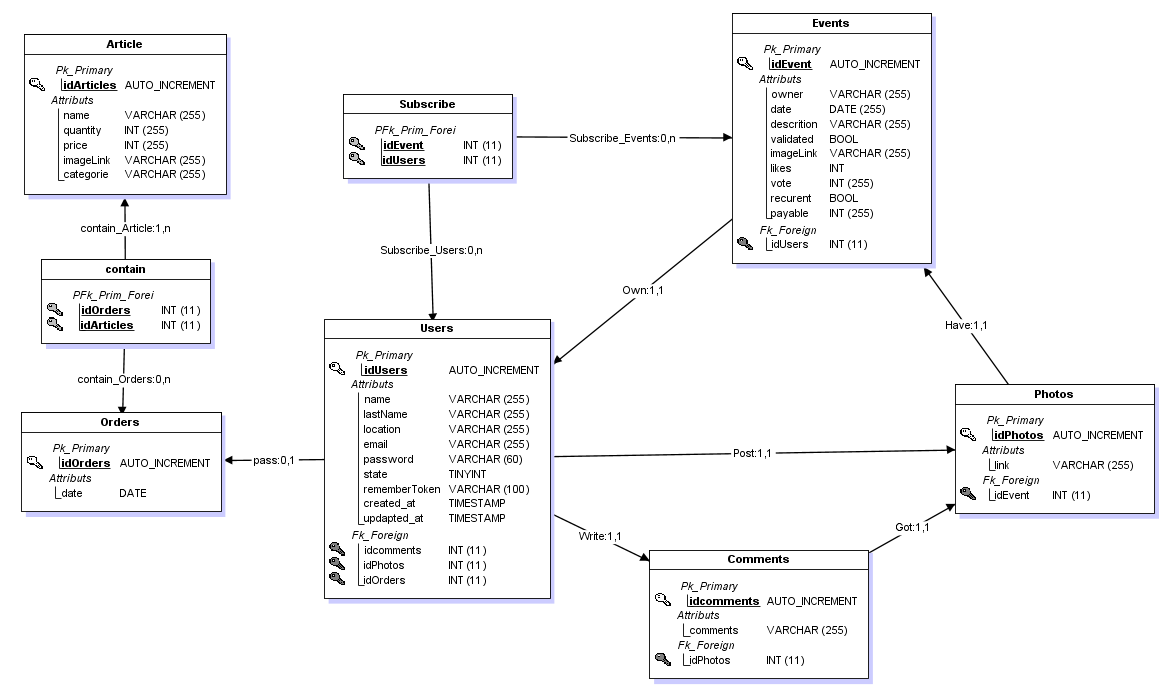 Article
Pk_Primary
idArticles AUTO_INCREMENT
Attributs
name VARCHAR (255)
quantity INT (255)
price INT (255)
imageLink VARCHAR (255)
categorie VARCHAR (255)
contain_Article:1,n
contain
PFk_Prim_Forei
idOrders INT (11)
idArticles INT (11)
contain_Orders:0,n
Orders
Pk_Primary
idOrders AUTO_INCREMENT
Attributs
date DATE
Subscribe
PFk_Prim_Forei
idEvent INT (11)
idUsers INT (11)
Subscribe_Events:0,n
Subscribe_Users:0,n
Events
Pk_Primary
idEvent AUTO_INCREMENT
Attributs
owner VARCHAR (255)
date DATE (255)
descrition VARCHAR (255)
validated BOOL
imageLink VARCHAR (255)
likes INT
vote INT (255)
recurent BOOL
payable INT (255)
Fk_Foreign
idUsers INT (11)
Own:1,1
Have:1,1
Users
Pk_Primary
idUsers AUTO_INCREMENT
Attributs
name VARCHAR (255)
lastName VARCHAR (255)
location VARCHAR (255)
email VARCHAR (255)
password VARCHAR (60)
state TINYINT
rememberToken VARCHAR (100)
created_at TIMESTAMP
updapted_at TIMESTAMP
Fk_Foreign
idcomments INT (11)
idPhotos INT (11)
idOrders INT (11)
pass:0,1
Post:1,1
Write:1,1
Got:1,1
Photos
Pk_Primary
idPhotos AUTO_INCREMENT
Attributs
link VARCHAR (255)
Fk_Foreign
idEvent INT (11)
Comments
Pk_Primary
idcomments AUTO_INCREMENT
Attributs
comments VARCHAR (255)
Fk_Foreign
idPhotos INT (11)